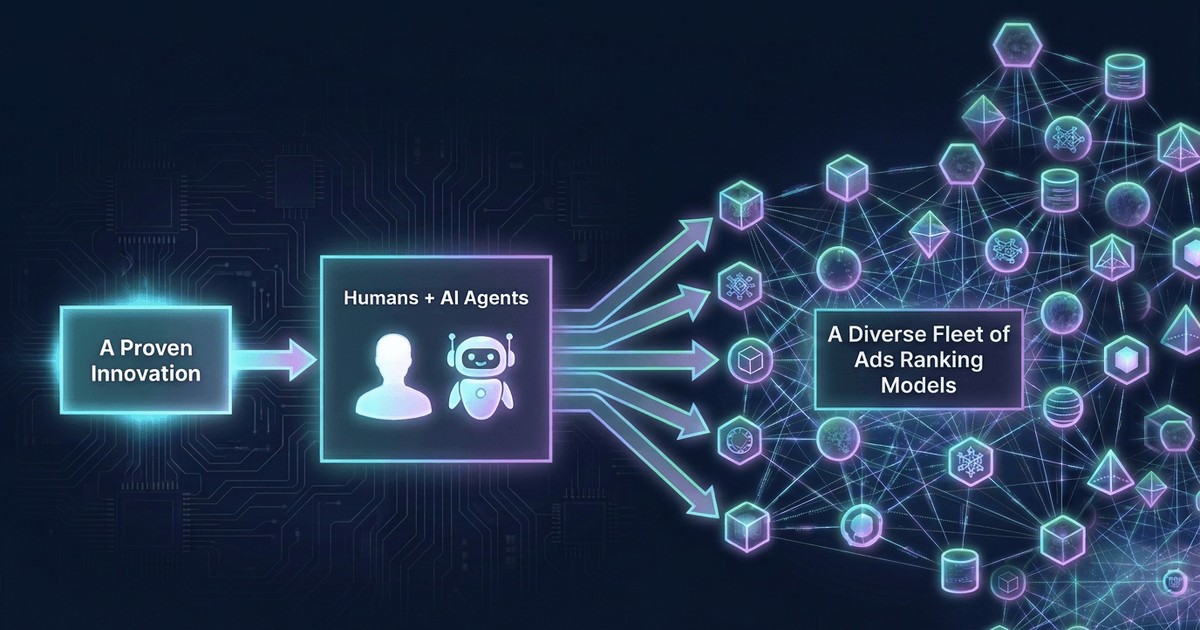 A Proven
Innovation
Humans + AI Agents
A Diverse Fleet of
Ads Ranking
Models